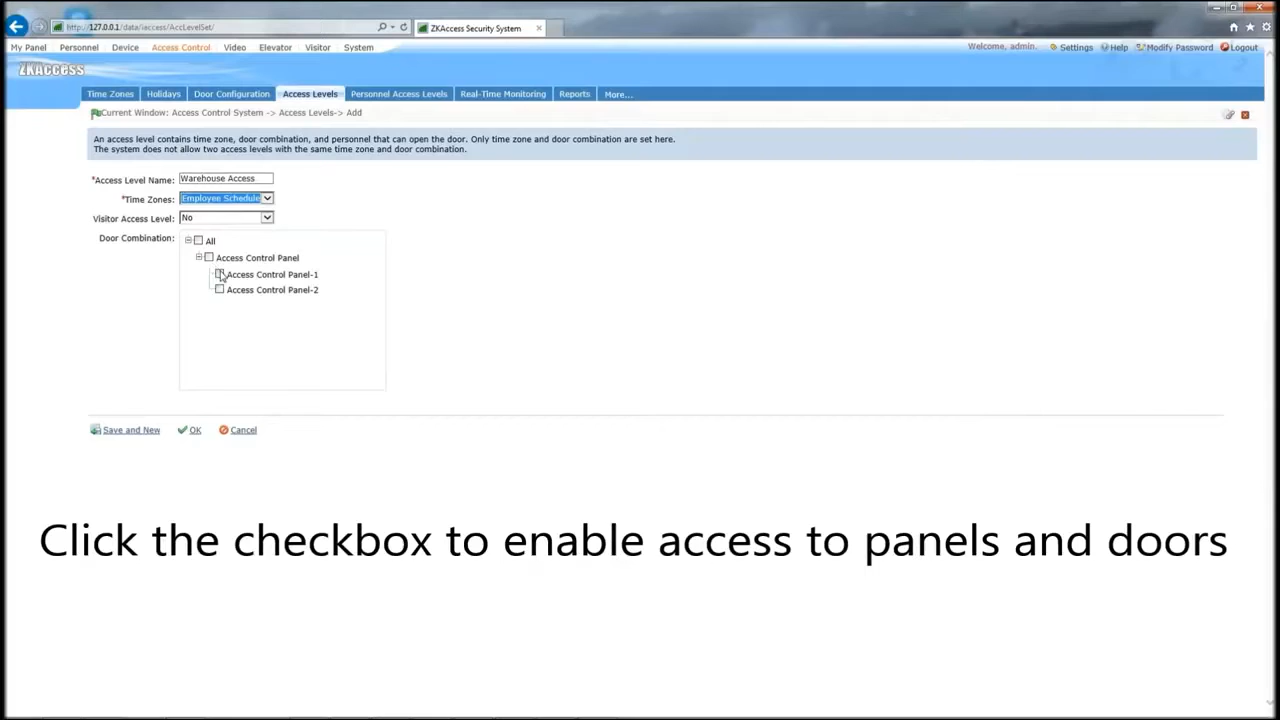 http://127.0.0.1/data/iaccess/AccLevelSet/
ZKAccess Security System
My Panel Personnel Device Access Control Video Elevator Visitor System
Welcome, admin. Settings Help Modify Password Logout
ZKAccess
Time Zones Holidays Door Configuration Access Levels Personnel Access Levels Real-Time Monitoring Reports More...
Current Window: Access Control System -> Access Levels-> Add
An access level contains time zone, door combination, and personnel that can open the door. Only time zone and door combination are set here.
The system does not allow two access levels with the same time zone and door combination.
*Access Level Name: Warehouse Access
*Time Zones: Employee Schedule
Visitor Access Level: No
Door Combination:
All
Access Control Panel
Access Control Panel-1
Access Control Panel-2
Save and New OK Cancel
Click the checkbox to enable access to panels and doors